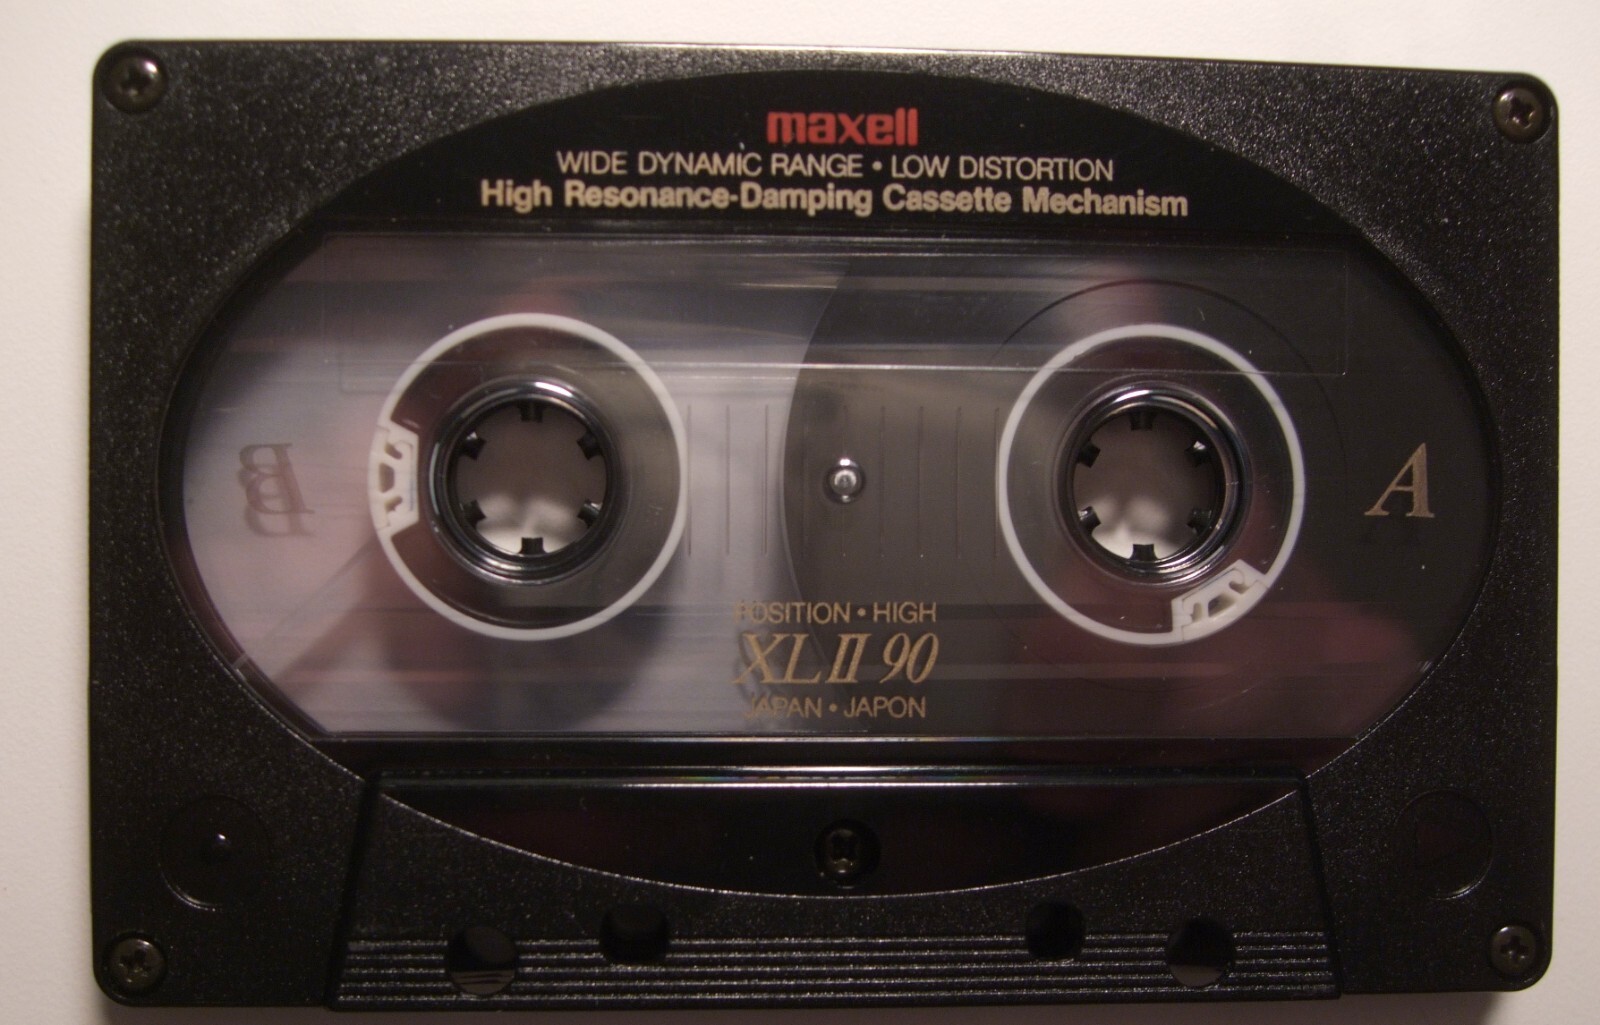 maxell
WIDE DYNAMIC RANGE • LOW DISTORTION
High Resonance-Damping Cassette Mechanism
B
A
POSITION • HIGH
XL II 90
JAPAN • JAPON